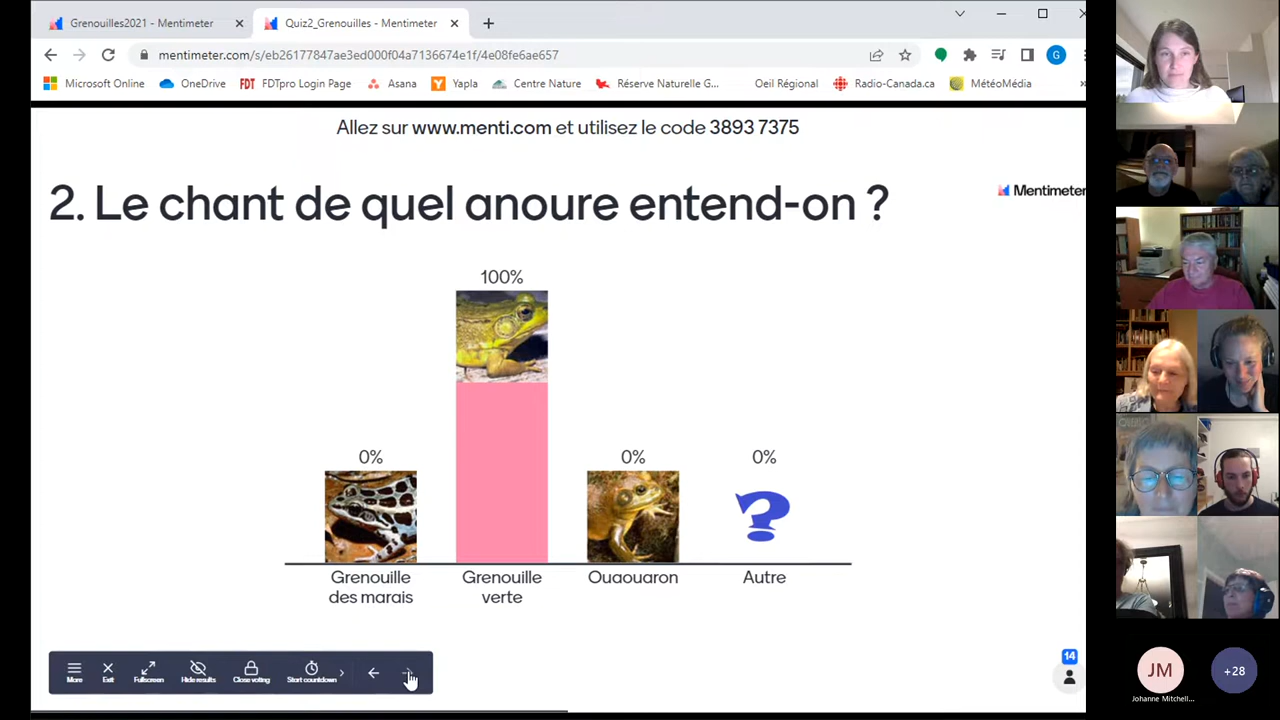 Grenouilles2021 - Mentimeter
Quiz2_Grenouilles - Mentimeter
mentimeter.com/s/eb26177847ae3ed000f04a7136674e1f/4e08fe6ae657
G
Microsoft Online
OneDrive
FDT FDTpro Login Page
Asana
Y Yapla
Centre Nature
Réserve Naturelle G...
Oeil Régional
Radio-Canada.ca
MétéoMédia
Allez sur www.menti.com et utilisez le code 3893 7375
2. Le chant de quel anoure entend-on ?
Mentimeter
100%
0%
0%
0%
?
Grenouille
des marais
Grenouille
verte
Ouaouaron
Autre
More
Exit
Fullscreen
Hide results
Close voting
Start countdown
14
JM
Johanne Mitchell...
+28